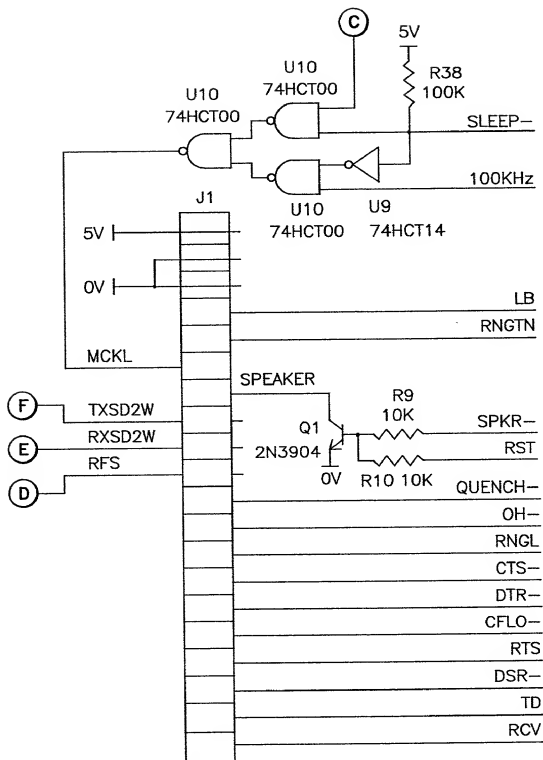 C
5V
U10
74HCT00
R38
100K
U10
74HCT00
SLEEP–
100KHz
U10
74HCT00
U9
74HCT14
J1
5V
0V
LB
RNGTN
MCKL
SPEAKER
F
TXSD2W
R9
10K
SPKR–
Q1
2N3904
E
RXSD2W
RST
0V
R10 10K
D
RFS
QUENCH–
OH–
RNGL
CTS–
DTR–
CFLO–
RTS
DSR–
TD
RCV